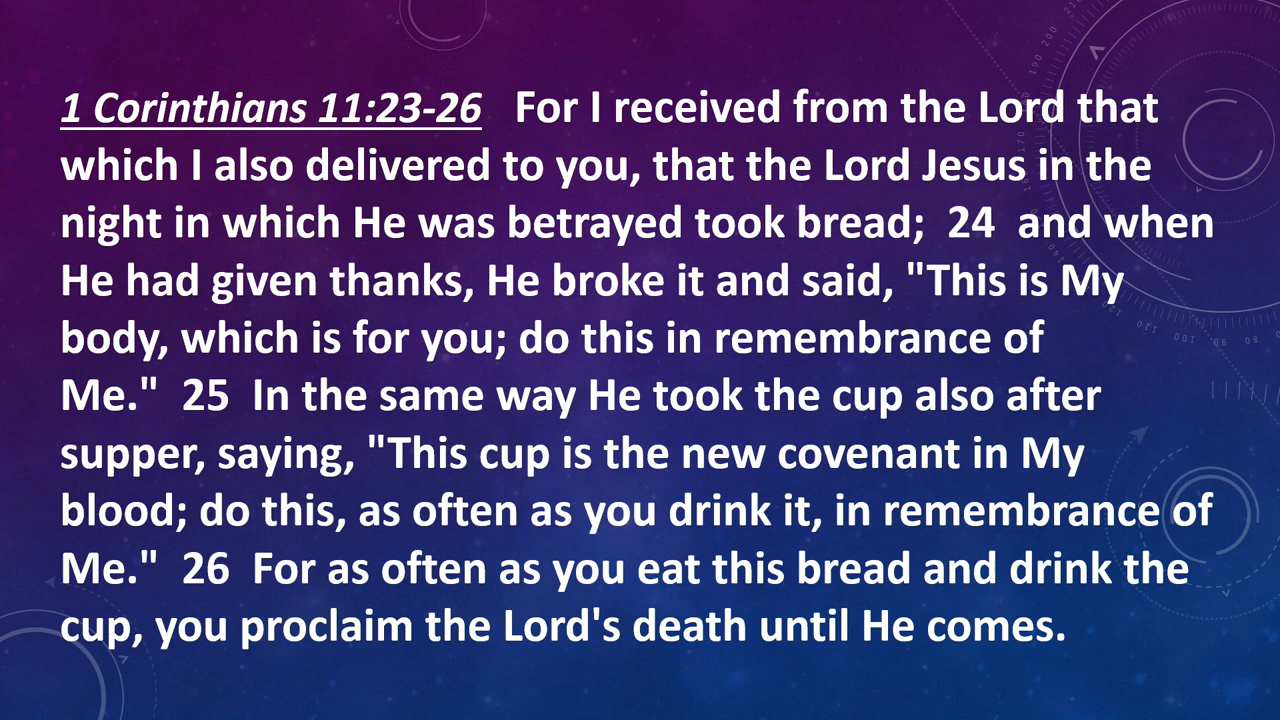 1 Corinthians 11:23-26   For I received from the Lord that
which I also delivered to you, that the Lord Jesus in the
night in which He was betrayed took bread;  24  and when
He had given thanks, He broke it and said, "This is My
body, which is for you; do this in remembrance of
Me."  25  In the same way He took the cup also after
supper, saying, "This cup is the new covenant in My
blood; do this, as often as you drink it, in remembrance of
Me."  26  For as often as you eat this bread and drink the
cup, you proclaim the Lord's death until He comes.